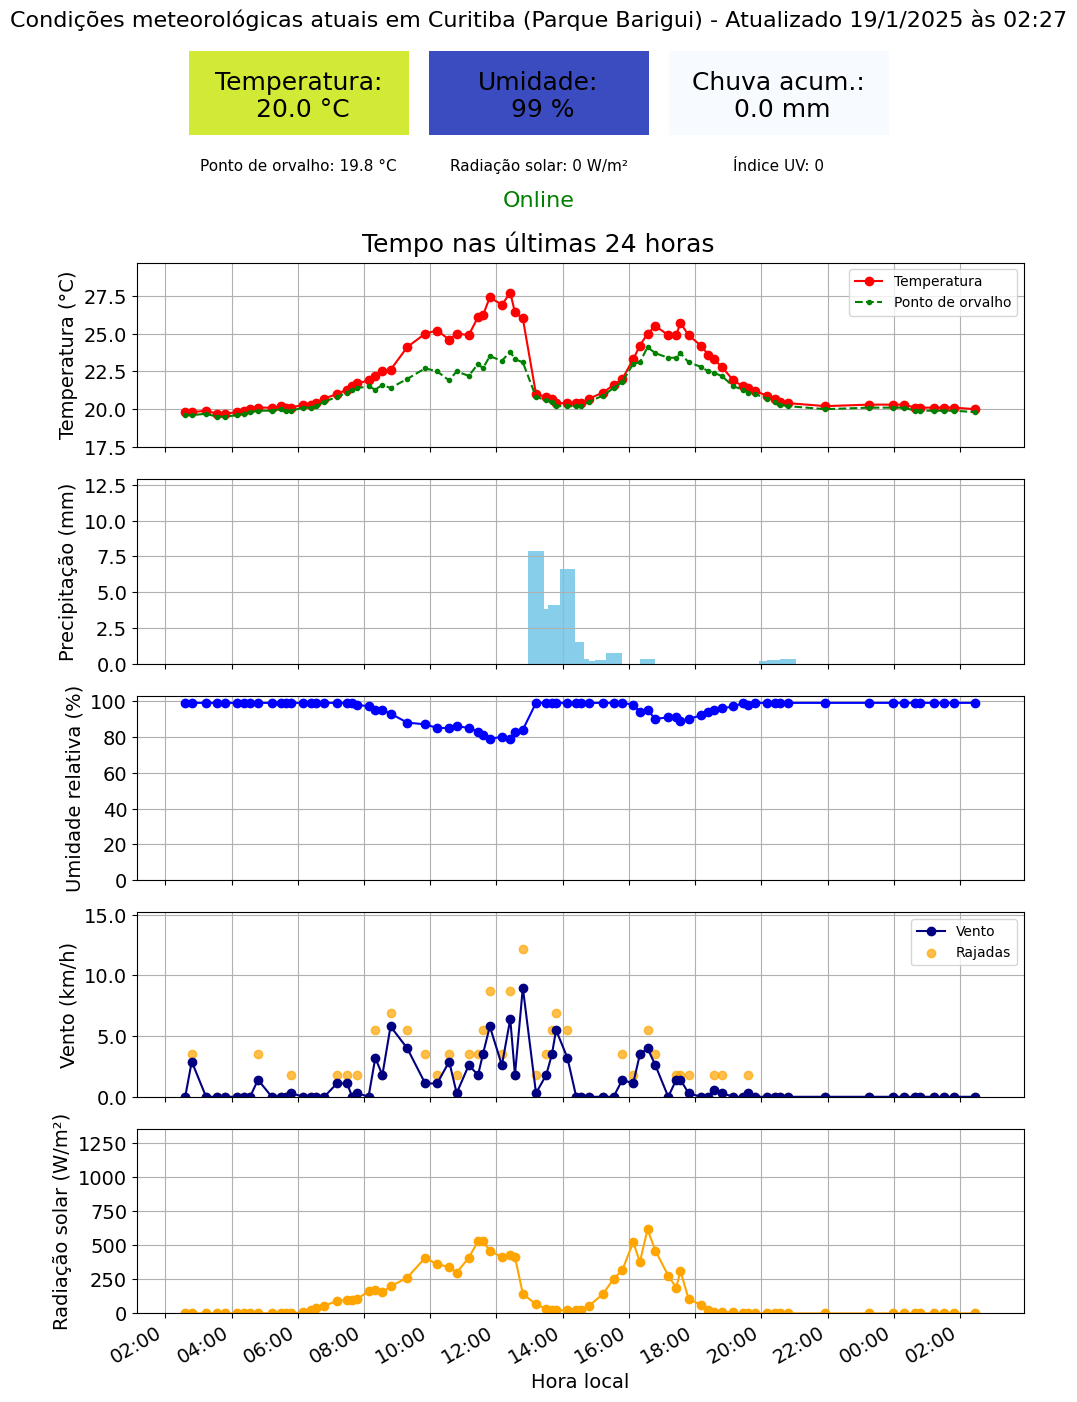 Condições meteorológicas atuais em Curitiba (Parque Barigui) - Atualizado 19/1/2025 às 02:27
Temperatura:
20.0 °C
Umidade:
99 %
Chuva acum.:
0.0 mm
Ponto de orvalho: 19.8 °C
Radiação solar: 0 W/m²
Índice UV: 0
Online
Tempo nas últimas 24 horas
Temperatura (°C)
27.5
25.0
22.5
20.0
17.5
Temperatura
Ponto de orvalho
Precipitação (mm)
12.5
10.0
7.5
5.0
2.5
0.0
Umidade relativa (%)
100
80
60
40
20
0
Vento (km/h)
15.0
10.0
5.0
0.0
Vento
Rajadas
Radiação solar (W/m²)
1250
1000
750
500
250
0
02:00 04:00 06:00 08:00 10:00 12:00 14:00 16:00 18:00 20:00 22:00 00:00 02:00
Hora local